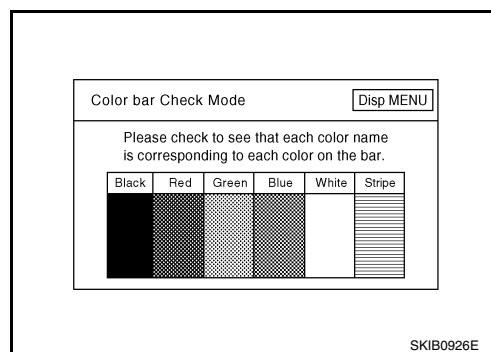 Color bar Check Mode Disp MENU
Please check to see that each color name
is corresponding to each color on the bar.
Black Red Green Blue White Stripe
SKIB0926E